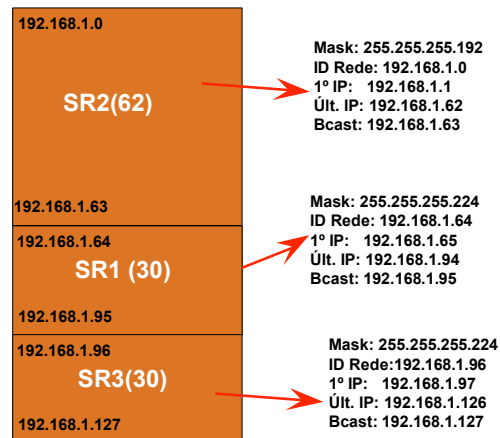 192.168.1.0
SR2(62)
192.168.1.63
Mask: 255.255.255.192
ID Rede: 192.168.1.0
1º IP: 192.168.1.1
Últ. IP: 192.168.1.62
Bcast: 192.168.1.63
192.168.1.64
SR1 (30)
192.168.1.95
Mask: 255.255.255.224
ID Rede: 192.168.1.64
1º IP: 192.168.1.65
Últ. IP: 192.168.1.94
Bcast: 192.168.1.95
192.168.1.96
SR3(30)
192.168.1.127
Mask: 255.255.255.224
ID Rede:192.168.1.96
1º IP: 192.168.1.97
Últ. IP: 192.168.1.126
Bcast: 192.168.1.127